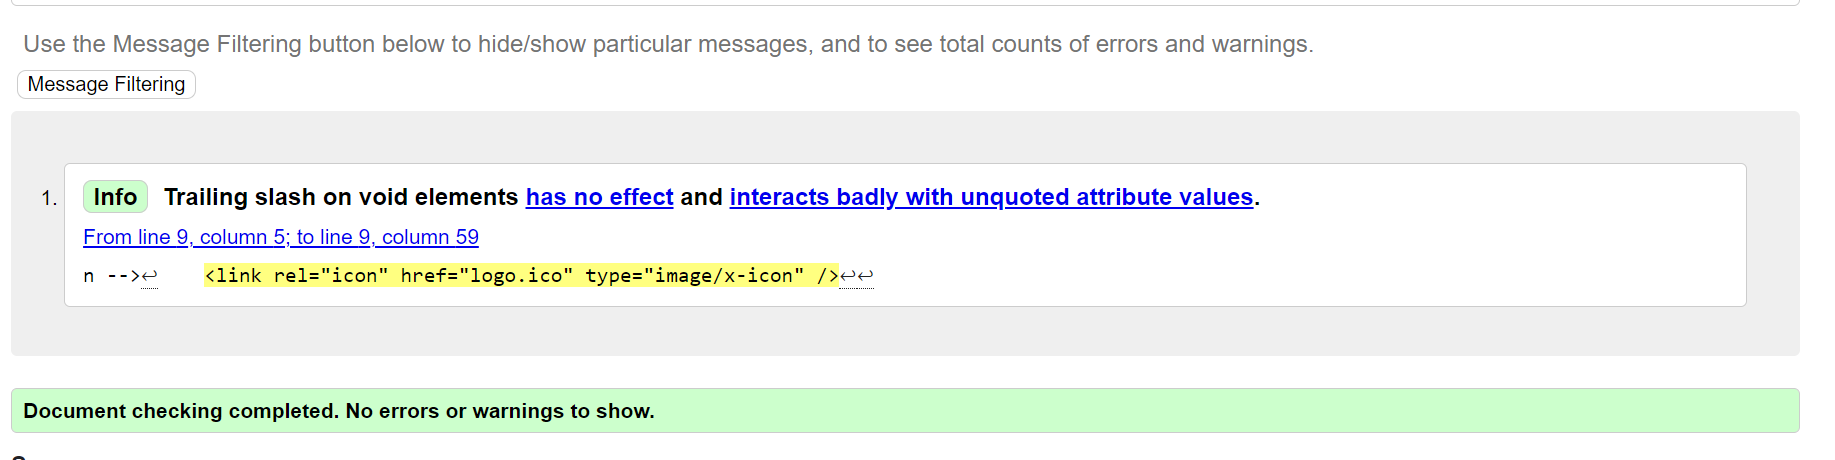 Use the Message Filtering button below to hide/show particular messages, and to see total counts of errors and warnings.
Message Filtering
1. Info Trailing slash on void elements has no effect and interacts badly with unquoted attribute values.
From line 9, column 5; to line 9, column 59
n -->↩    <link rel="icon" href="logo.ico" type="image/x-icon" />↩↩
Document checking completed. No errors or warnings to show.